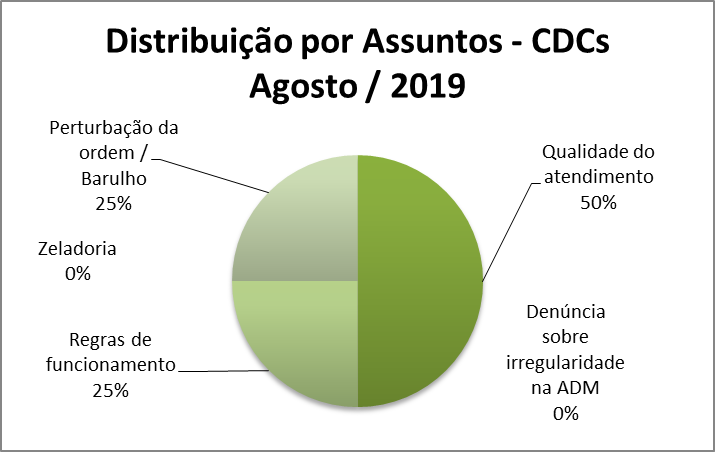 Distribuição por Assuntos - CDCs
Agosto / 2019
Perturbação da
ordem /
Barulho
25%
Qualidade do
atendimento
50%
Zeladoria
0%
Denúncia
sobre
irregularidade
na ADM
0%
Regras de
funcionamento
25%